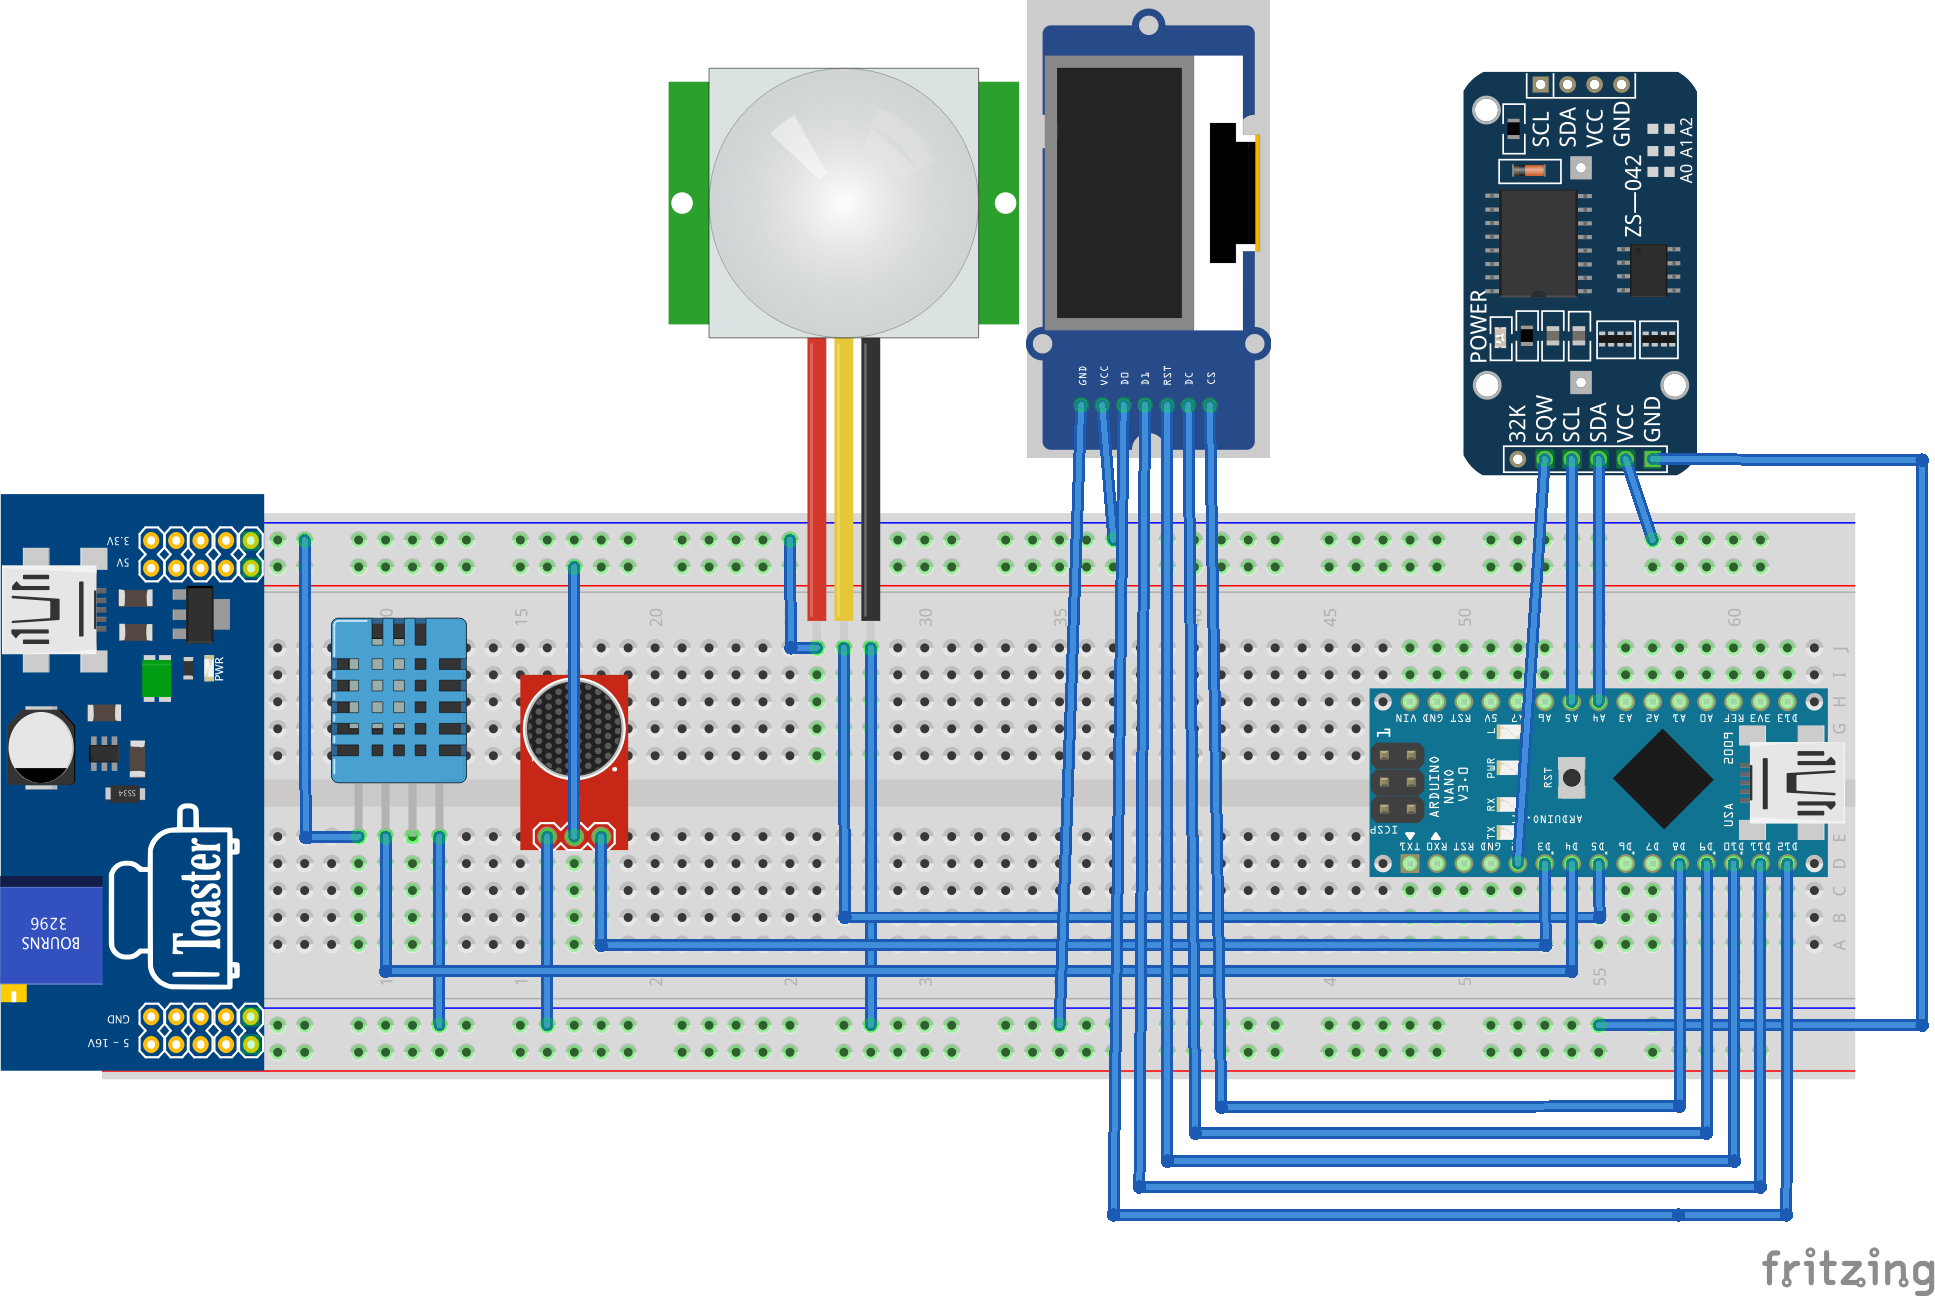 SCL
SDA
VCC
GND
ZS-042
A0 A1 A2
POWER
32K
SQW
SCL
SDA
VCC
GND
GND
VCC
D0
D1
RST
DC
CS
3.3V
5V
PWR
SS34
BOURNS
3296
Toaster
GND
5 - 16V
15
20
30
35
45
50
60
J
I
H
G
E
D
C
B
A
55
VIN
GND
RST
5V
A7
A6
A5
A4
A3
A2
A1
A0
REF
3V3
D13
1
L
PWR
RX
TX
RST
ARDUINO
NANO
V3.0
ICSP
ARDUINO
USA
TX1
RX0
RST
GND
D3
D4
D5
D6
D7
D8
D9
D10
D11
D12
fritzing